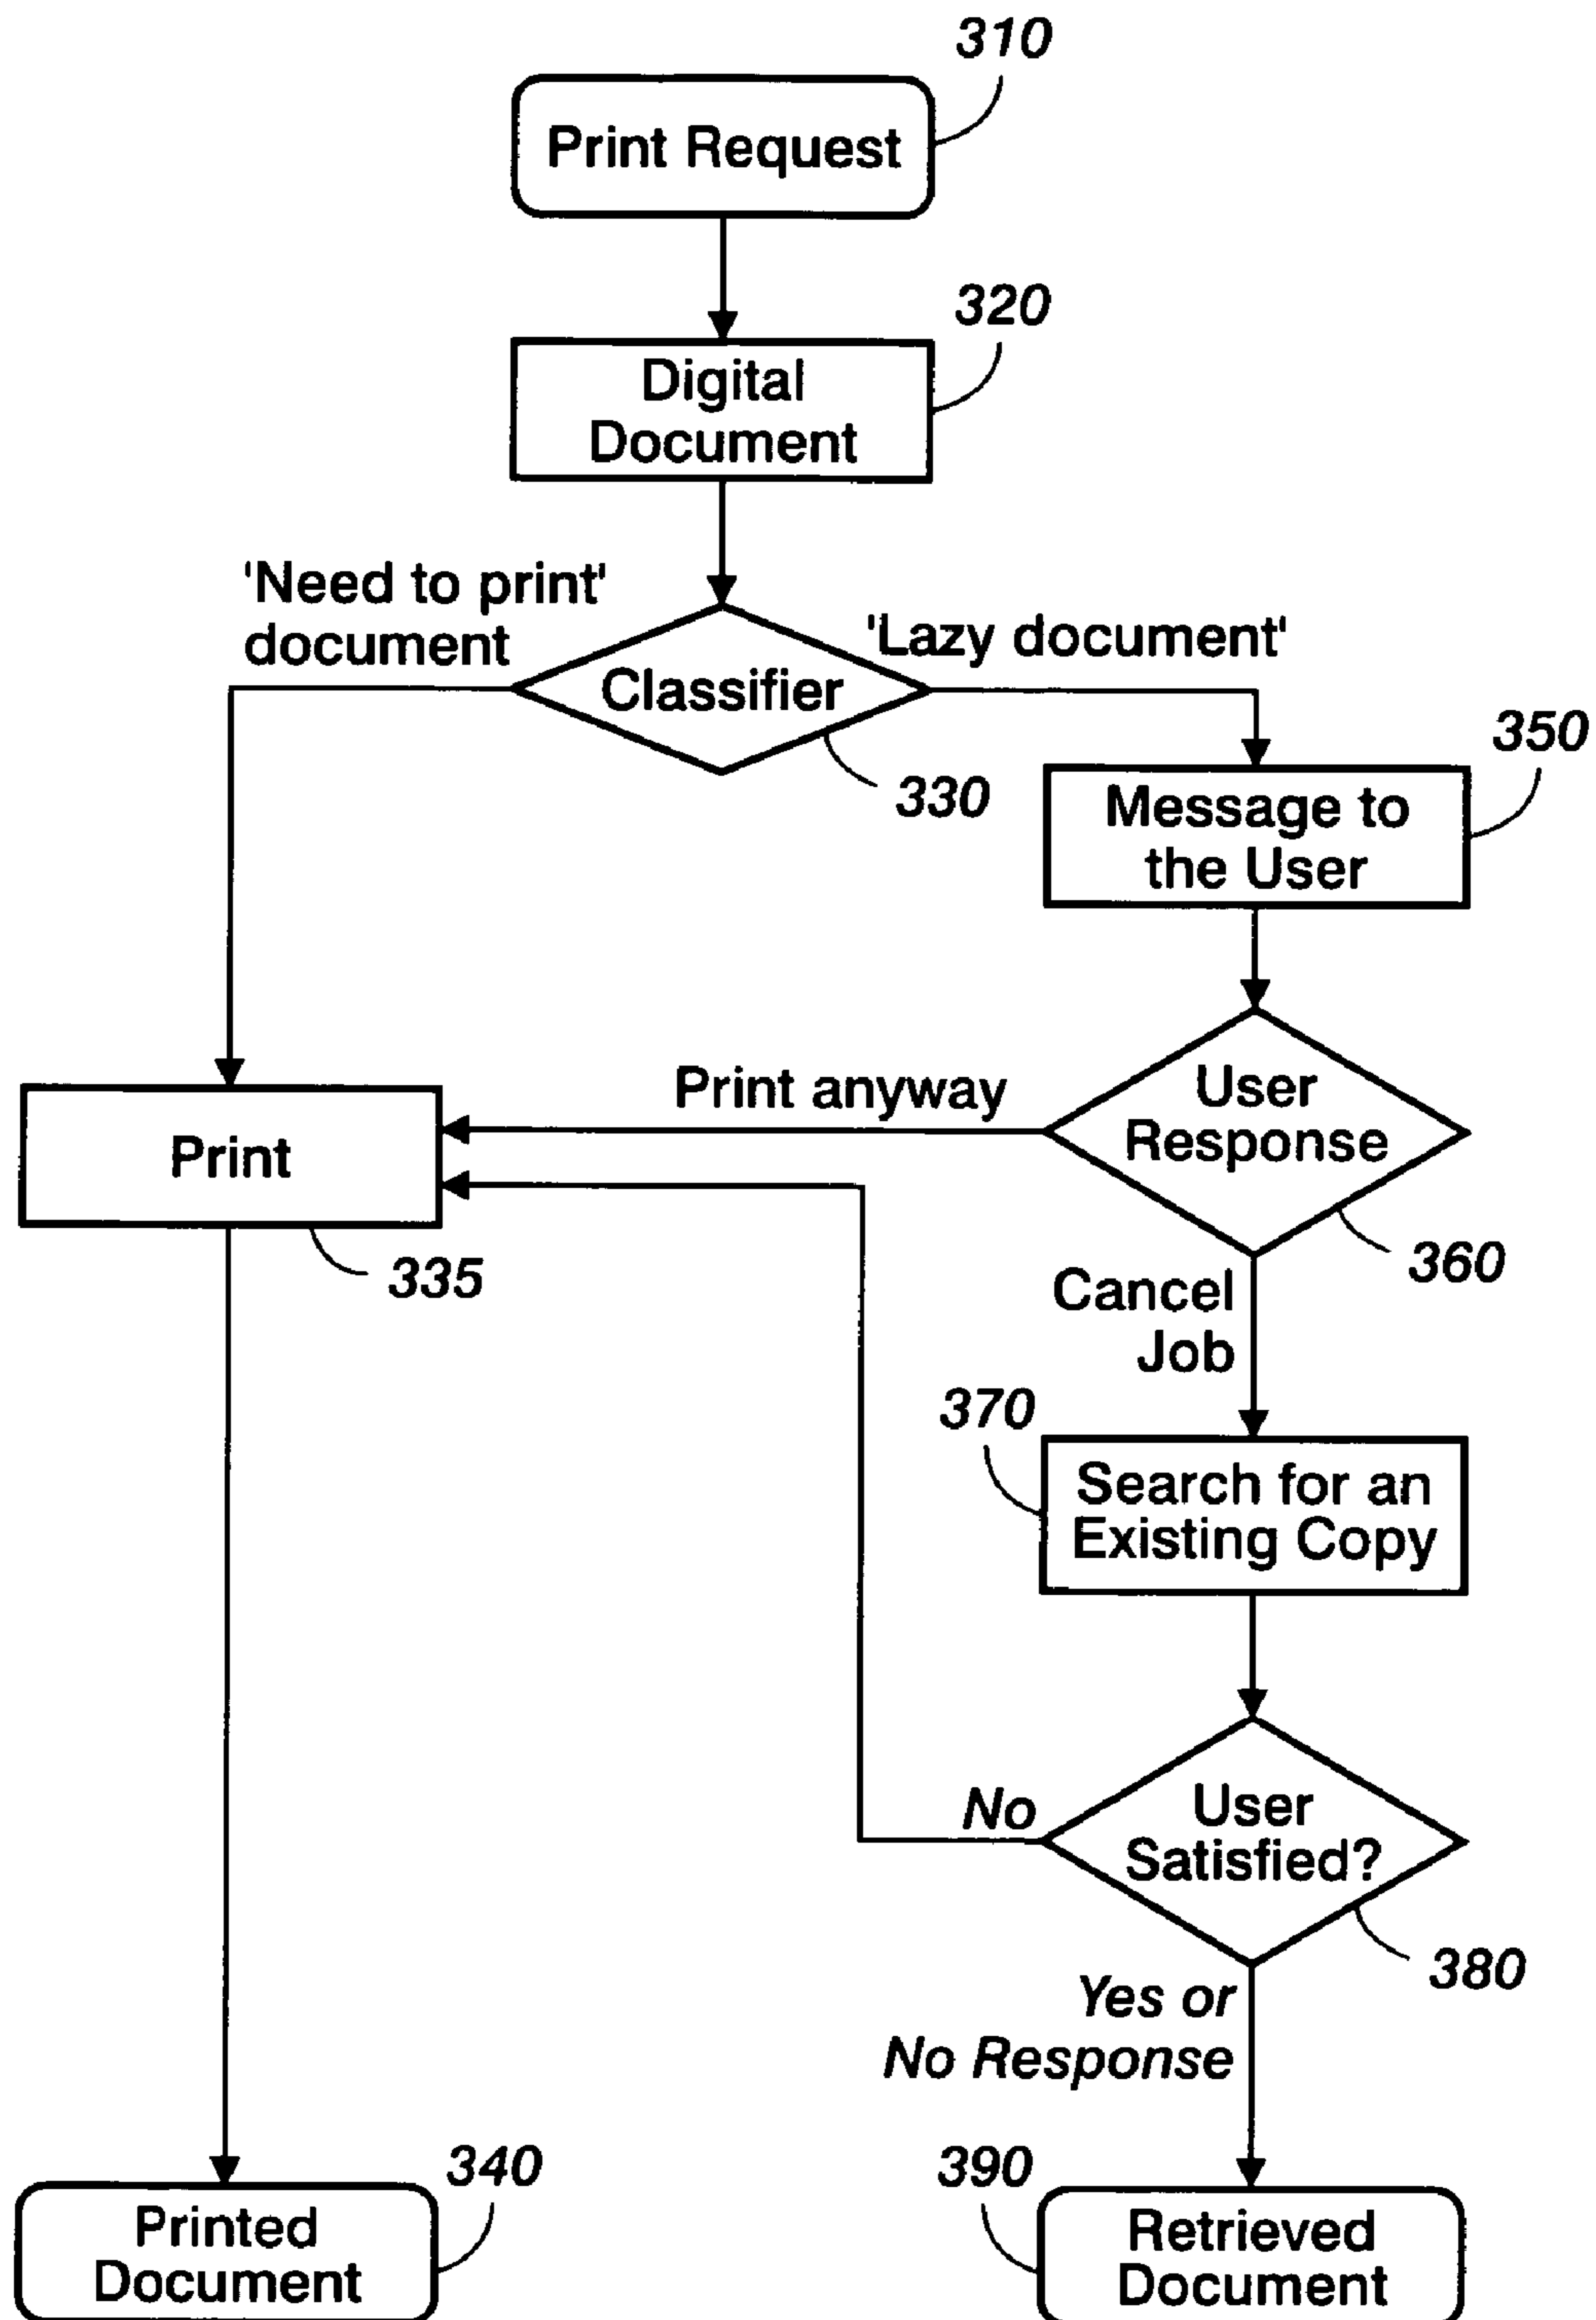 310
Print Request
320
Digital
Document
'Need to print'
document
'Lazy document'
Classifier
330
350
Message to
the User
Print anyway
User
Response
Print
335
360
Cancel
Job
370
Search for an
Existing Copy
No
User
Satisfied?
380
Yes or
No Response
340
Printed
Document
390
Retrieved
Document